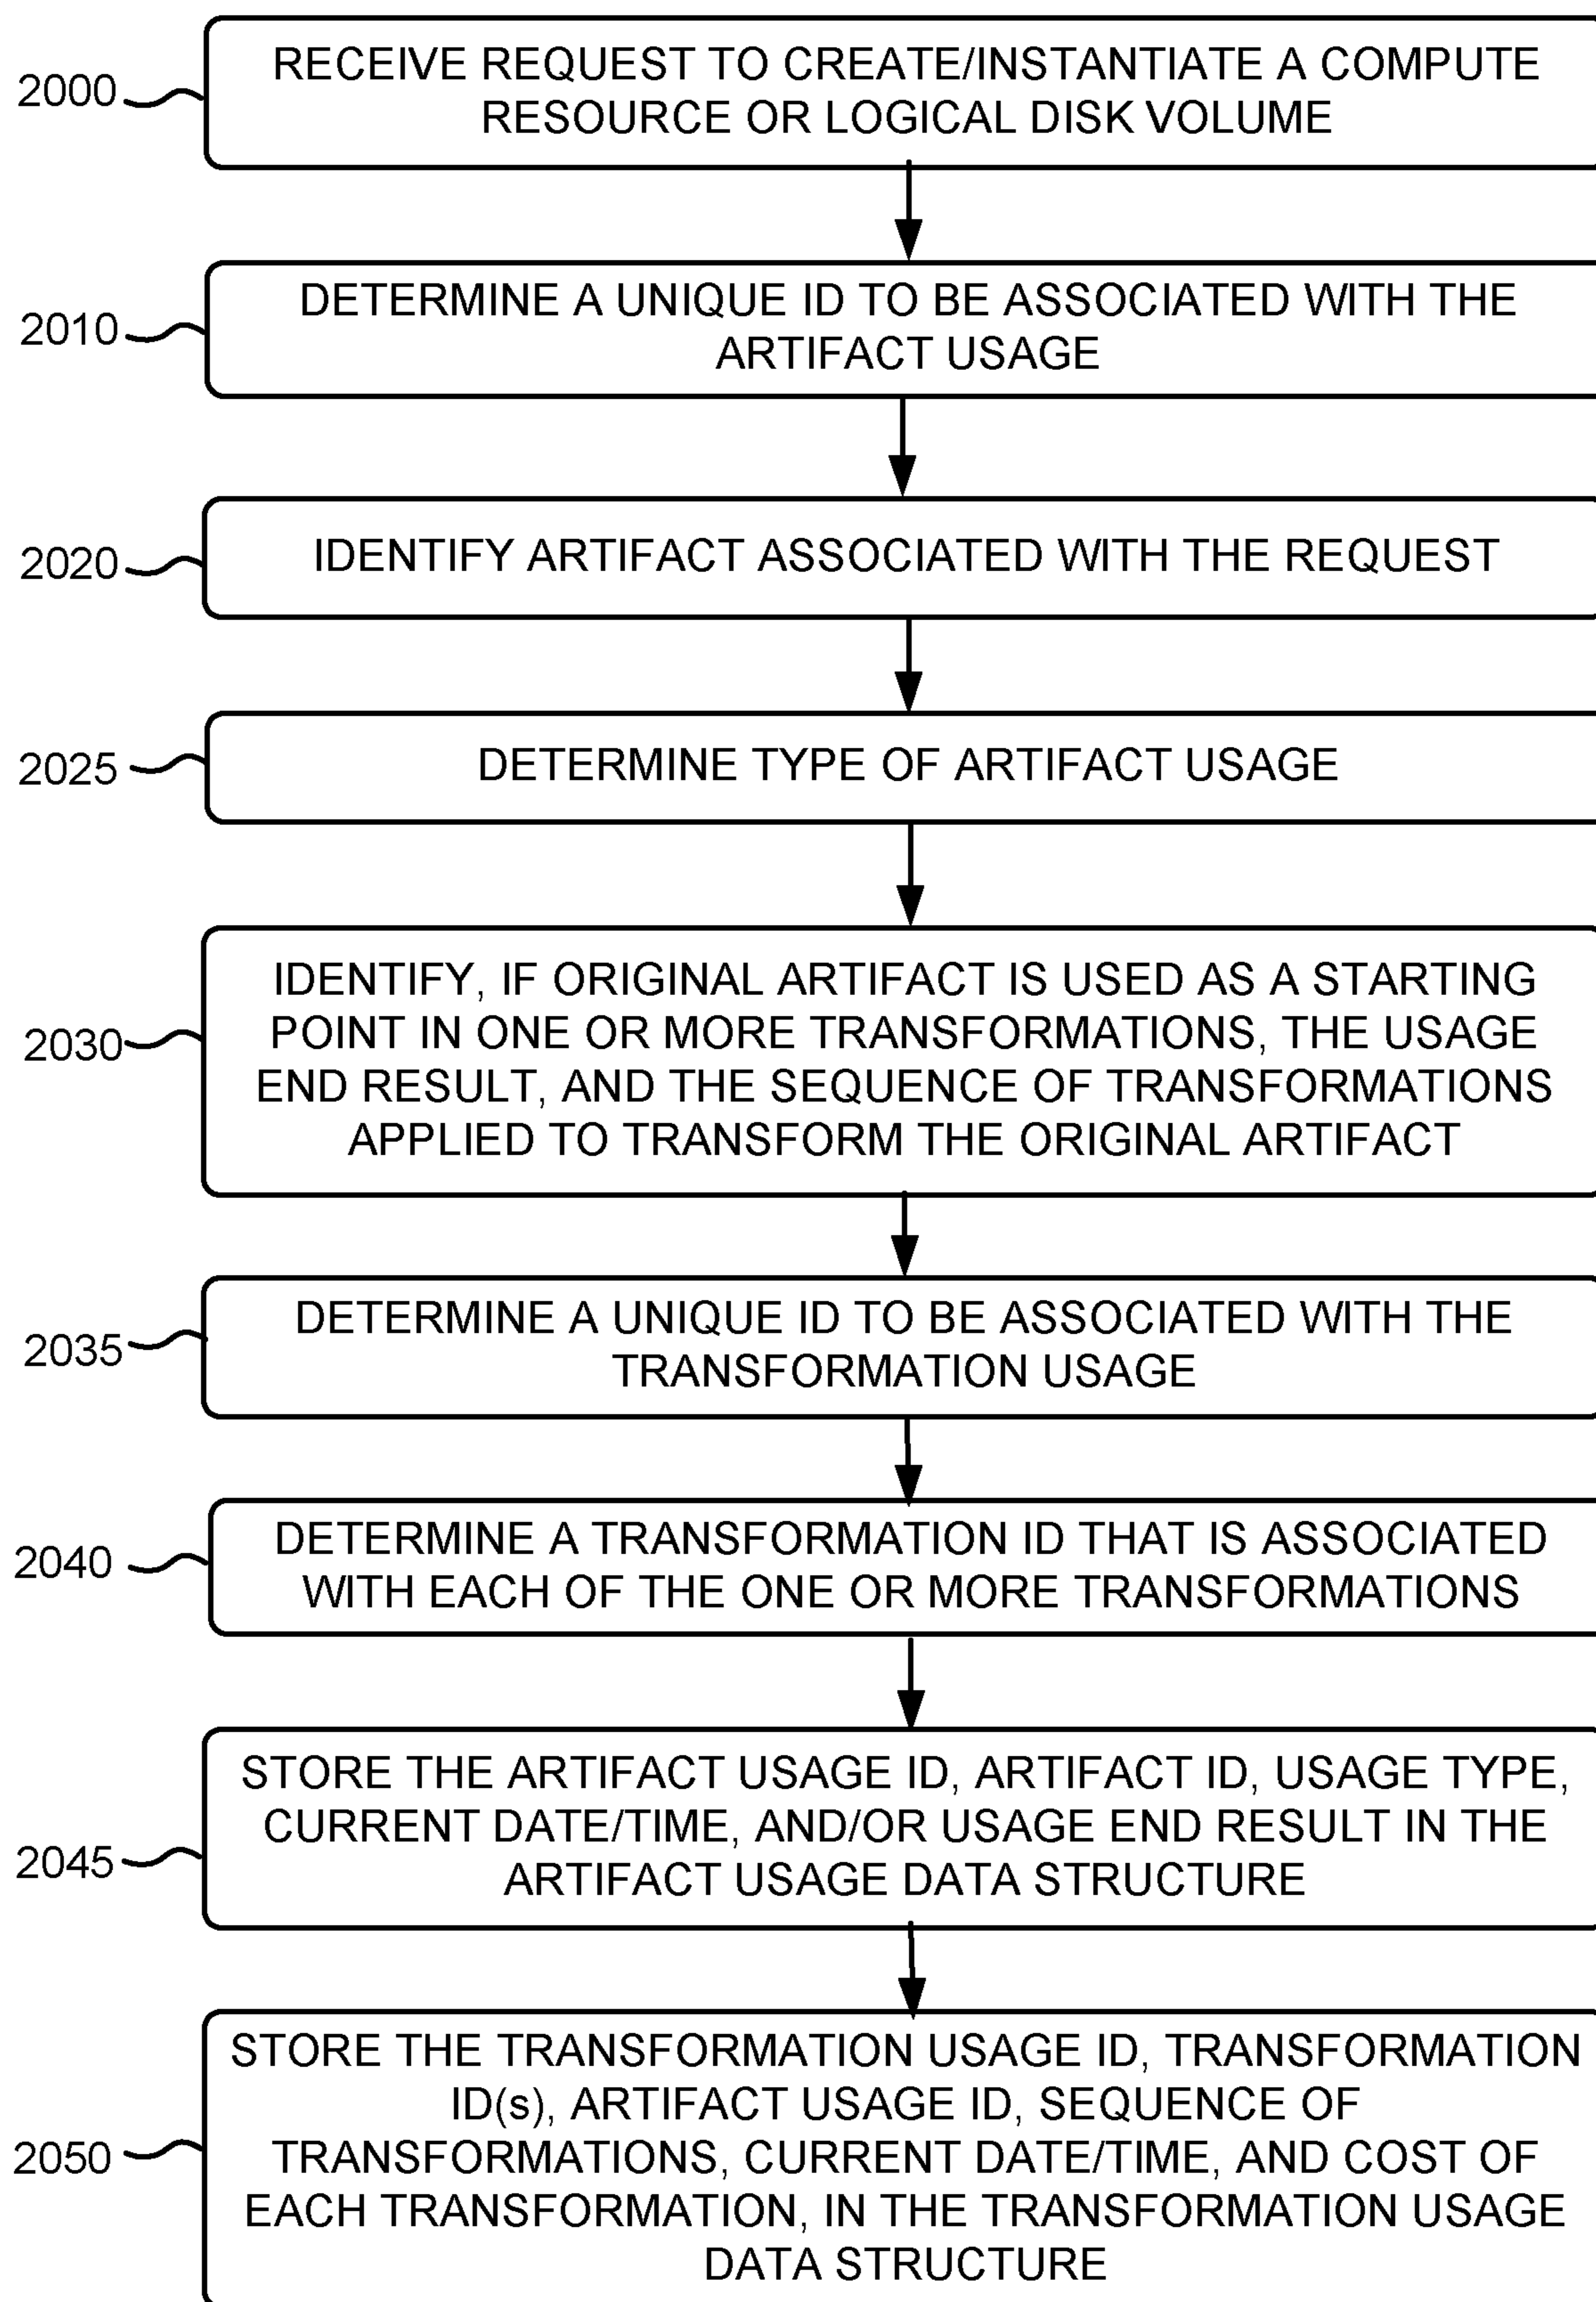 2000
RECEIVE REQUEST TO CREATE/INSTANTIATE A COMPUTE
RESOURCE OR LOGICAL DISK VOLUME
2010
DETERMINE A UNIQUE ID TO BE ASSOCIATED WITH THE
ARTIFACT USAGE
2020
IDENTIFY ARTIFACT ASSOCIATED WITH THE REQUEST
2025
DETERMINE TYPE OF ARTIFACT USAGE
2030
IDENTIFY, IF ORIGINAL ARTIFACT IS USED AS A STARTING
POINT IN ONE OR MORE TRANSFORMATIONS, THE USAGE
END RESULT, AND THE SEQUENCE OF TRANSFORMATIONS
APPLIED TO TRANSFORM THE ORIGINAL ARTIFACT
2035
DETERMINE A UNIQUE ID TO BE ASSOCIATED WITH THE
TRANSFORMATION USAGE
2040
DETERMINE A TRANSFORMATION ID THAT IS ASSOCIATED
WITH EACH OF THE ONE OR MORE TRANSFORMATIONS
2045
STORE THE ARTIFACT USAGE ID, ARTIFACT ID, USAGE TYPE,
CURRENT DATE/TIME, AND/OR USAGE END RESULT IN THE
ARTIFACT USAGE DATA STRUCTURE
2050
STORE THE TRANSFORMATION USAGE ID, TRANSFORMATION
ID(s), ARTIFACT USAGE ID, SEQUENCE OF
TRANSFORMATIONS, CURRENT DATE/TIME, AND COST OF
EACH TRANSFORMATION, IN THE TRANSFORMATION USAGE
DATA STRUCTURE